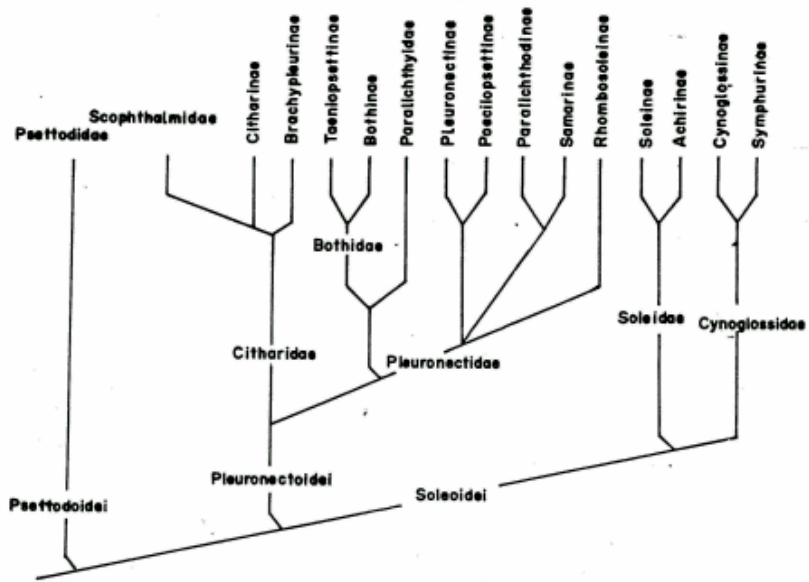 Psettodidae
Scophthalmidae
Citharinae
Brachypleurinae
Taeniopsettinae
Bothinae
Paralichthyidae
Pleuronectinae
Poecilopsettinae
Paralichthodinae
Samarinae
Rhombosoleinae
Soleinae
Achirinae
Cynoglossinae
Symphurinae
Bothidae
Soleidae
Cynoglossidae
Citharidae
Pleuronectidae
Pleuronectoidei
Soleoidei
Psettodoidei